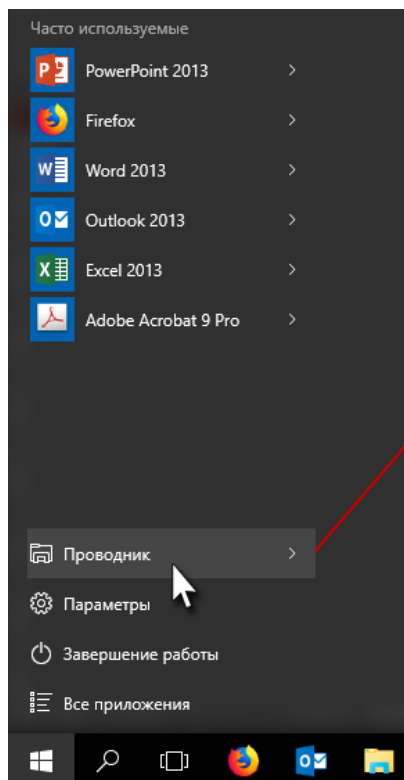 Часто используемые
PowerPoint 2013
Firefox
Word 2013
Outlook 2013
Excel 2013
Adobe Acrobat 9 Pro
Проводник
Параметры
Завершение работы
Все приложения